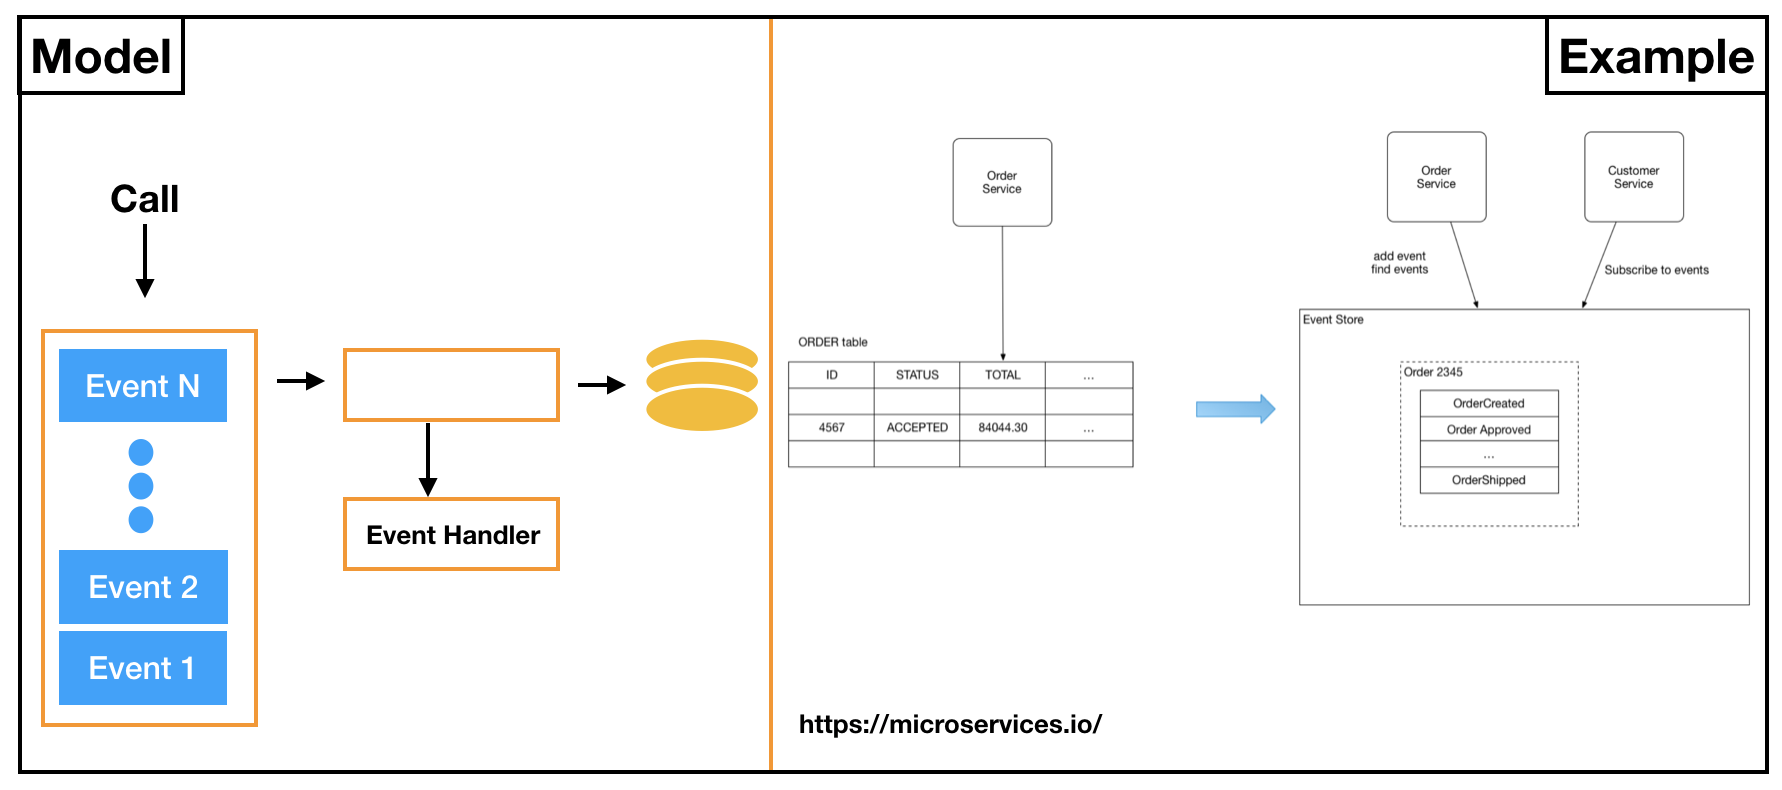 Model
Example
Call
Event N
Event 2
Event 1
Event Handler
Order
Service
ORDER table
ID STATUS TOTAL ...
4567 ACCEPTED 84044.30 ...
https://microservices.io/
Order
Service
Customer
Service
add event
find events
Subscribe to events
Event Store
Order 2345
OrderCreated
Order Approved
...
OrderShipped